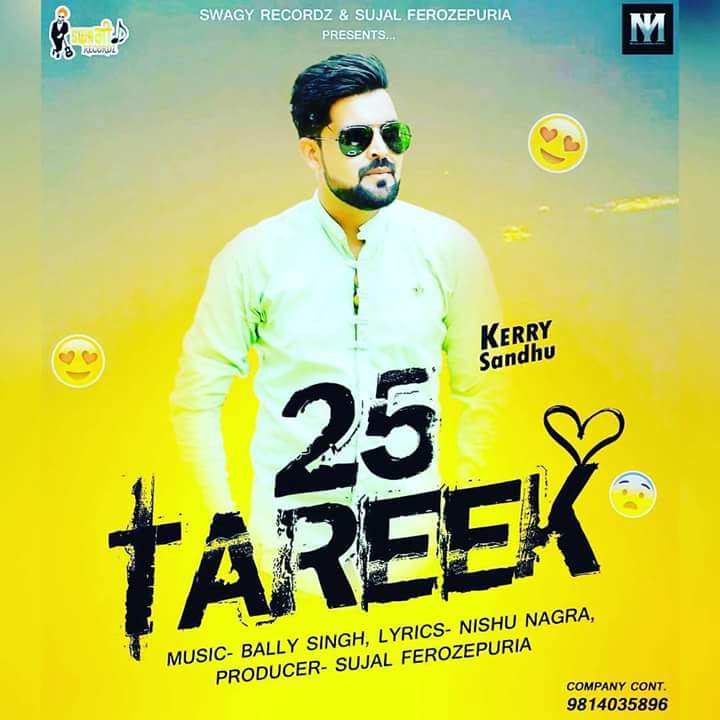 SWAGY RECORDZ & SUJAL FEROZEPURIA
PRESENTS...
RECORDZ
KERRY
Sandhu
25
TAREEK
MUSIC- BALLY SINGH, LYRICS- NISHU NAGRA,
PRODUCER- SUJAL FEROZEPURIA
COMPANY CONT.
9814035896